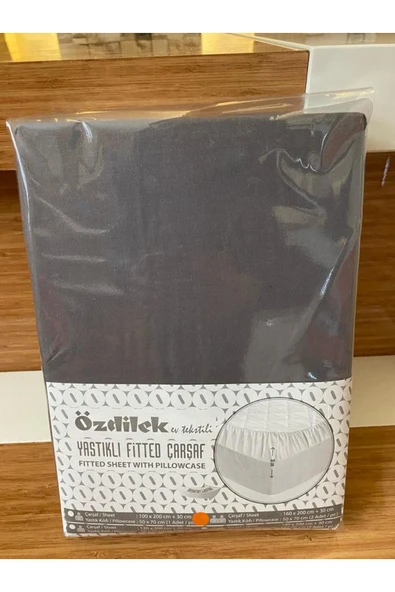 Özdilek ev tekstili
YASTIKLI FITTED ÇARŞAF
FITTED SHEET WITH PILLOWCASE
Çarşaf / Sheet : 100 x 200 cm + 30 cm
Yastık Kılıfı / Pillowcase : 50 x 70 cm (1 Adet /
Çarşaf / Sheet : 160 x 200 cm + 30 cm
Yastık Kılıfı / Pillowcase : 50 x 70 cm (2 Adet /